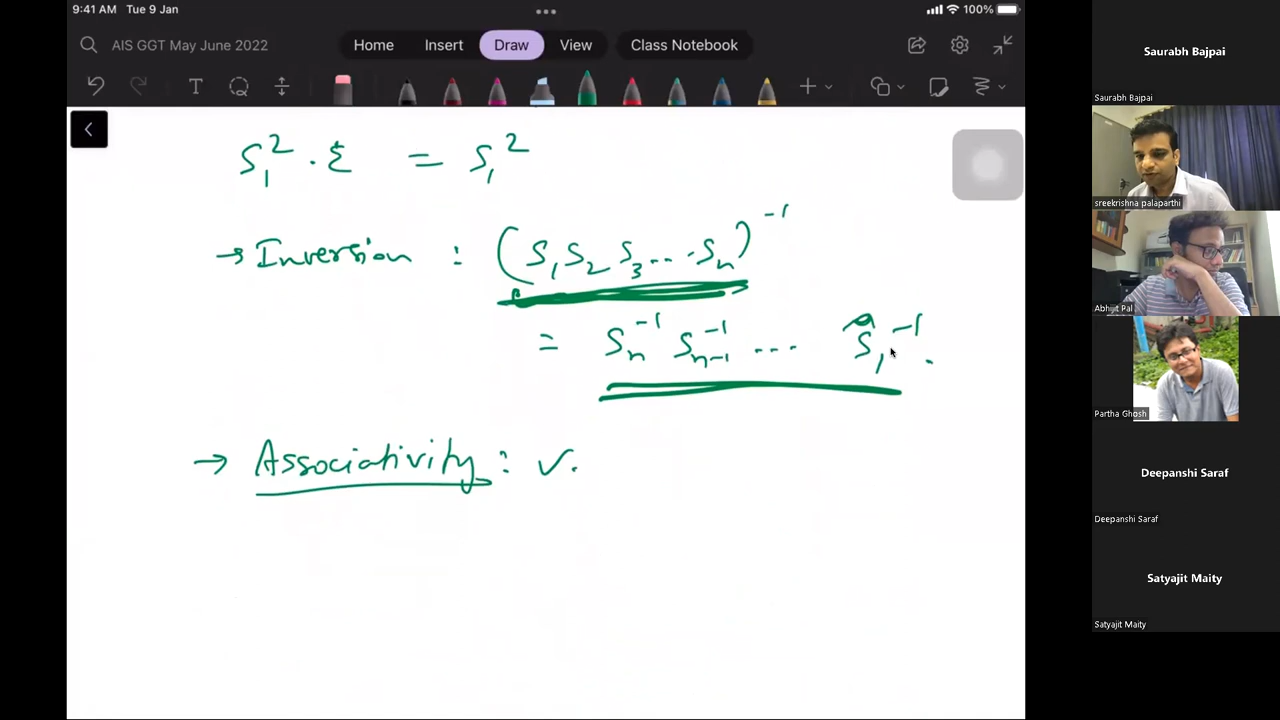 9:41 AM Tue 9 Jan
100%
AIS GGT May June 2022
Home Insert Draw View Class Notebook
S₁² · ε = S₁²
→ Inversion : (S₁S₂ S₃... · Sₙ)⁻¹
= Sₙ⁻¹ Sₙ₋₁⁻¹ ... S₁⁻¹ .
→ Associativity : ✓.
Saurabh Bajpai
Saurabh Bajpai
sreekrishna palaparthi
Abhijit Pal
Partha Ghosh
Deepanshi Saraf
Deepanshi Saraf
Satyajit Maity
Satyajit Maity